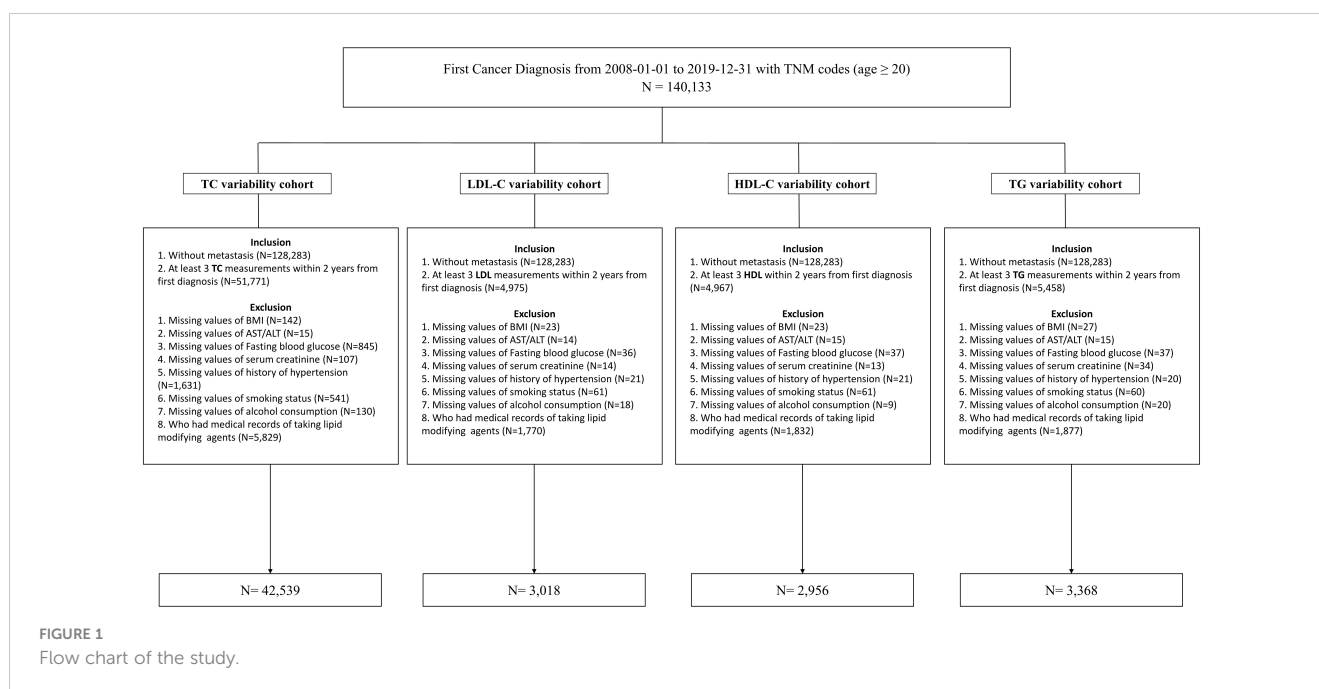 First Cancer Diagnosis from 2008-01-01 to 2019-12-31 with TNM codes (age ≥ 20)
N = 140,133
TC variability cohort
LDL-C variability cohort
HDL-C variability cohort
TG variability cohort
Inclusion
1. Without metastasis (N=128,283)
2. At least 3 TC measurements within 2 years from
first diagnosis (N=51,771)
Exclusion
1. Missing values of BMI (N=142)
2. Missing values of AST/ALT (N=15)
3. Missing values of Fasting blood glucose (N=845)
4. Missing values of serum creatinine (N=107)
5. Missing values of history of hypertension
(N=1,631)
6. Missing values of smoking status (N=541)
7. Missing values of alcohol consumption (N=130)
8. Who had medical records of taking lipid
modifying agents (N=5,829)
Inclusion
1. Without metastasis (N=128,283)
2. At least 3 LDL measurements within 2 years from
first diagnosis (N=4,975)
Exclusion
1. Missing values of BMI (N=23)
2. Missing values of AST/ALT (N=14)
3. Missing values of Fasting blood glucose (N=36)
4. Missing values of serum creatinine (N=14)
5. Missing values of history of hypertension (N=21)
6. Missing values of smoking status (N=61)
7. Missing values of alcohol consumption (N=18)
8. Who had medical records of taking lipid
modifying agents (N=1,770)
Inclusion
1. Without metastasis (N=128,283)
2. At least 3 HDL within 2 years from first diagnosis
(N=4,967)
Exclusion
1. Missing values of BMI (N=23)
2. Missing values of AST/ALT (N=15)
3. Missing values of Fasting blood glucose (N=37)
4. Missing values of serum creatinine (N=13)
5. Missing values of history of hypertension (N=21)
6. Missing values of smoking status (N=61)
7. Missing values of alcohol consumption (N=9)
8. Who had medical records of taking lipid
modifying agents (N=1,832)
Inclusion
1. Without metastasis (N=128,283)
2. At least 3 TG measurements within 2 years from
first diagnosis (N=5,458)
Exclusion
1. Missing values of BMI (N=27)
2. Missing values of AST/ALT (N=15)
3. Missing values of Fasting blood glucose (N=37)
4. Missing values of serum creatinine (N=34)
5. Missing values of history of hypertension (N=20)
6. Missing values of smoking status (N=60)
7. Missing values of alcohol consumption (N=20)
8. Who had medical records of taking lipid
modifying agents (N=1,877)
N= 42,539
N= 3,018
N= 2,956
N= 3,368
FIGURE 1
Flow chart of the study.